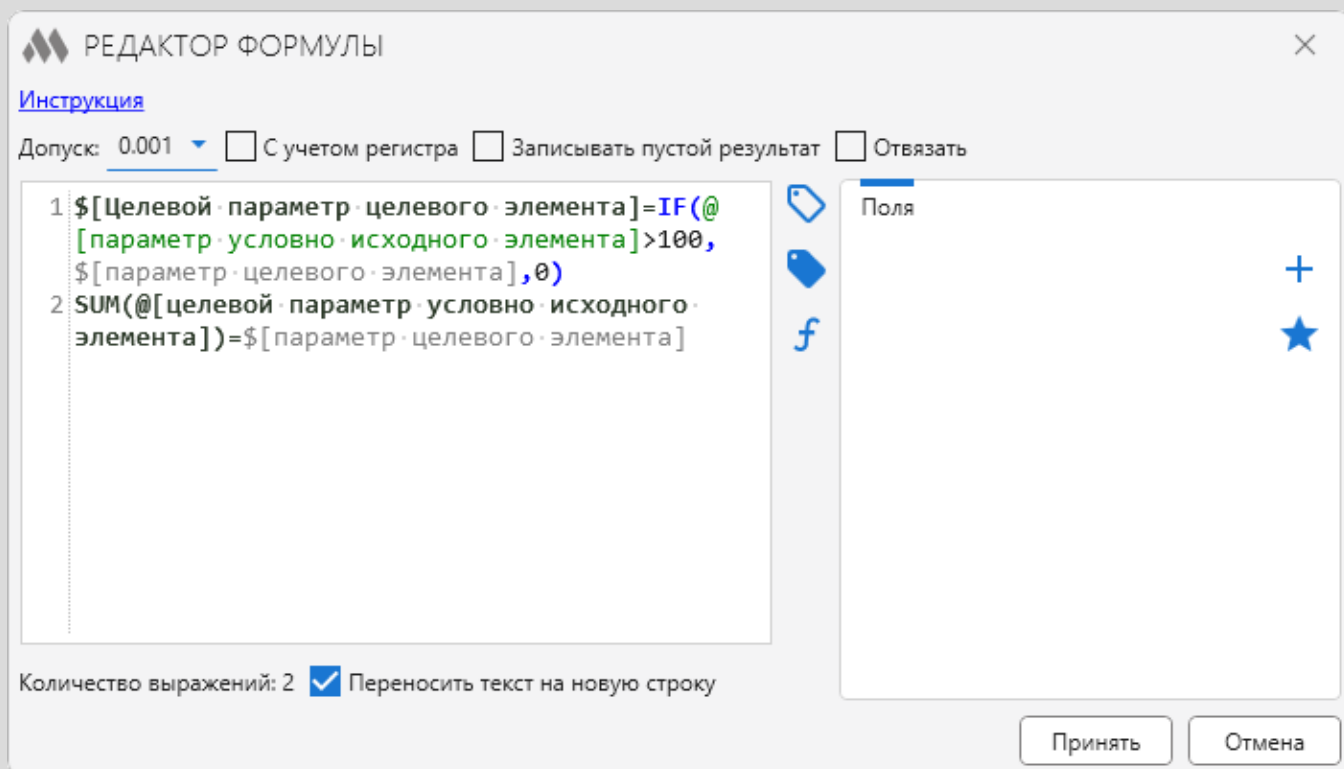 РЕДАКТОР ФОРМУЛЫ
Инструкция
Допуск: 0.001 С учетом регистра Записывать пустой результат Отвязать
1 $[Целевой·параметр·целевого·элемента]=IF(@
[параметр·условно·исходного·элемента]>100,
$[параметр·целевого·элемента],0)
2 SUM(@[целевой·параметр·условно·исходного·
элемента])=$[параметр·целевого·элемента]
Поля
Количество выражений: 2 Переносить текст на новую строку
Принять Отмена